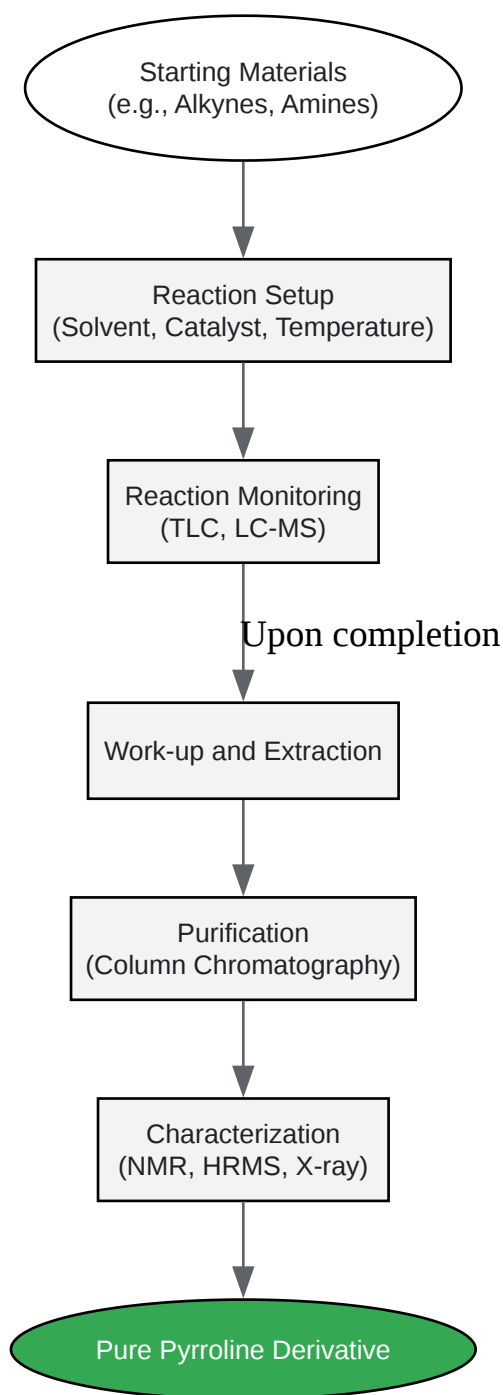 Starting Materials
(e.g., Alkynes, Amines)
Reaction Setup
(Solvent, Catalyst, Temperature)
Reaction Monitoring
(TLC, LC-MS)
Upon completion
Work-up and Extraction
Purification
(Column Chromatography)
Characterization
(NMR, HRMS, X-ray)
Pure Pyrroline Derivative